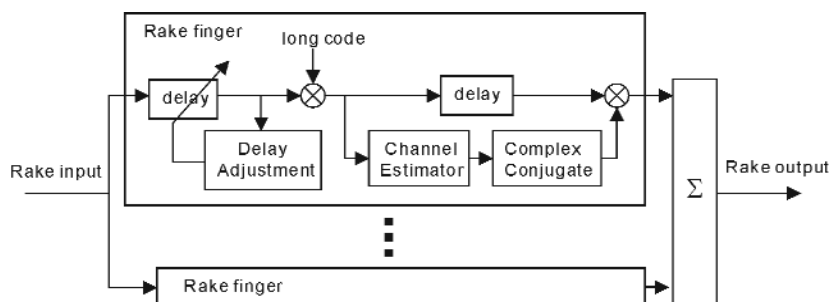 Rake finger
long code
delay
delay
Delay
Adjustment
Channel
Estimator
Complex
Conjugate
Rake input
Σ
Rake output
Rake finger